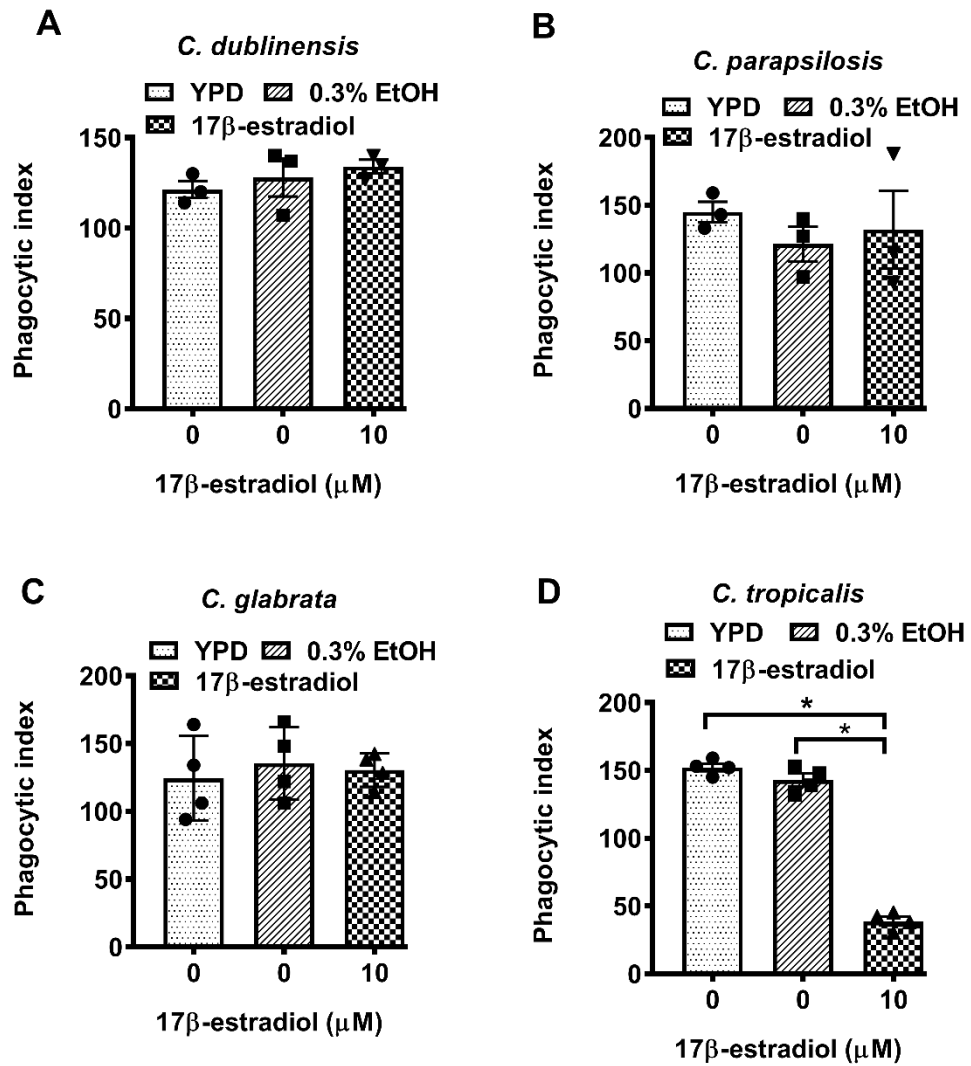 A
C. dublinensis
YPD 0.3% EtOH
17β-estradiol
150
100
50
0
Phagocytic index
0 0 10
17β-estradiol (μM)
B
C. parapsilosis
YPD 0.3% EtOH
17β-estradiol
200
150
100
50
0
Phagocytic index
0 0 10
17β-estradiol (μM)
C
C. glabrata
YPD 0.3% EtOH
17β-estradiol
200
150
100
50
0
Phagocytic index
0 0 10
17β-estradiol (μM)
D
C. tropicalis
YPD 0.3% EtOH
17β-estradiol
200
150
100
50
0
Phagocytic index
*
*
0 0 10
17β-estradiol (μM)